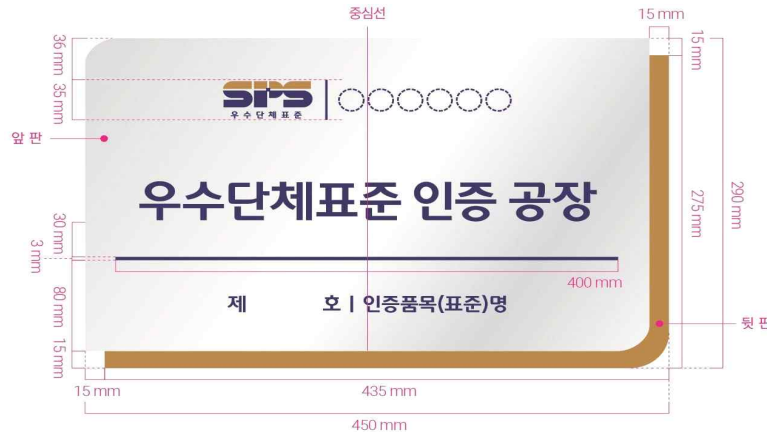 중심선
15 mm
36 mm
15 mm
35 mm
SPS
우수단체표준
앞 판
우수단체표준 인증 공장
30 mm
3 mm
290 mm
275 mm
400 mm
80 mm
제 호 | 인증품목(표준)명
뒷 판
15 mm
15 mm
435 mm
450 mm